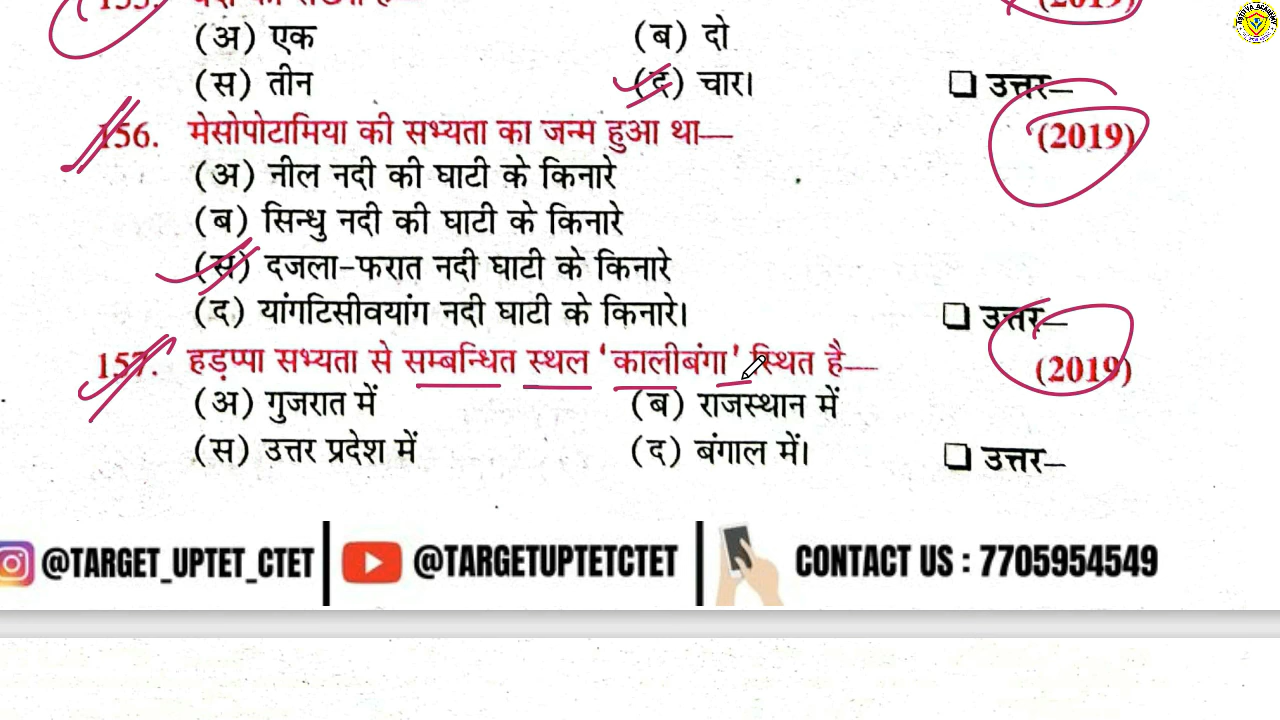 155. वेदों की संख्या है— (2019)
(अ) एक (ब) दो
(स) तीन (द) चार। ❑ उत्तर—
156. मेसोपोटामिया की सभ्यता का जन्म हुआ था— (2019)
(अ) नील नदी की घाटी के किनारे
(ब) सिन्धु नदी की घाटी के किनारे
(स) दजला-फरात नदी घाटी के किनारे
(द) यांगटिसीवयांग नदी घाटी के किनारे। ❑ उत्तर—
157. हड़प्पा सभ्यता से सम्बन्धित स्थल 'कालीबंगा' स्थित है— (2019)
(अ) गुजरात में (ब) राजस्थान में
(स) उत्तर प्रदेश में (द) बंगाल में। ❑ उत्तर—
@TARGET_UPTET_CTET @TARGETUPTETCTET CONTACT US : 7705954549